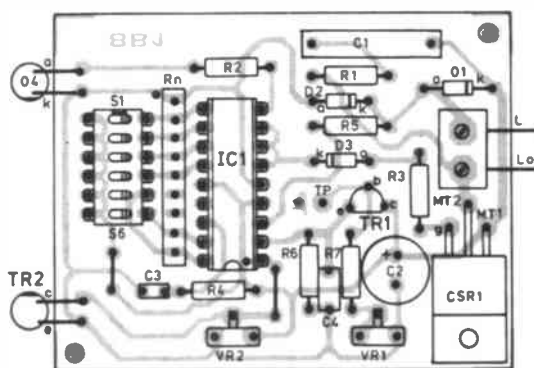 8BL
C1
a
O4
k
R2
R1
Rn
D2
a
k
O1
a
k
S1
R5
L
IC1
D3
k
a
Lo
R3
TP
b
e
c
TR1
MT2
MT1
g
S6
R6
R7
TR2
c
e
C3
R4
+
C2
CSR1
C4
VR2
VR1